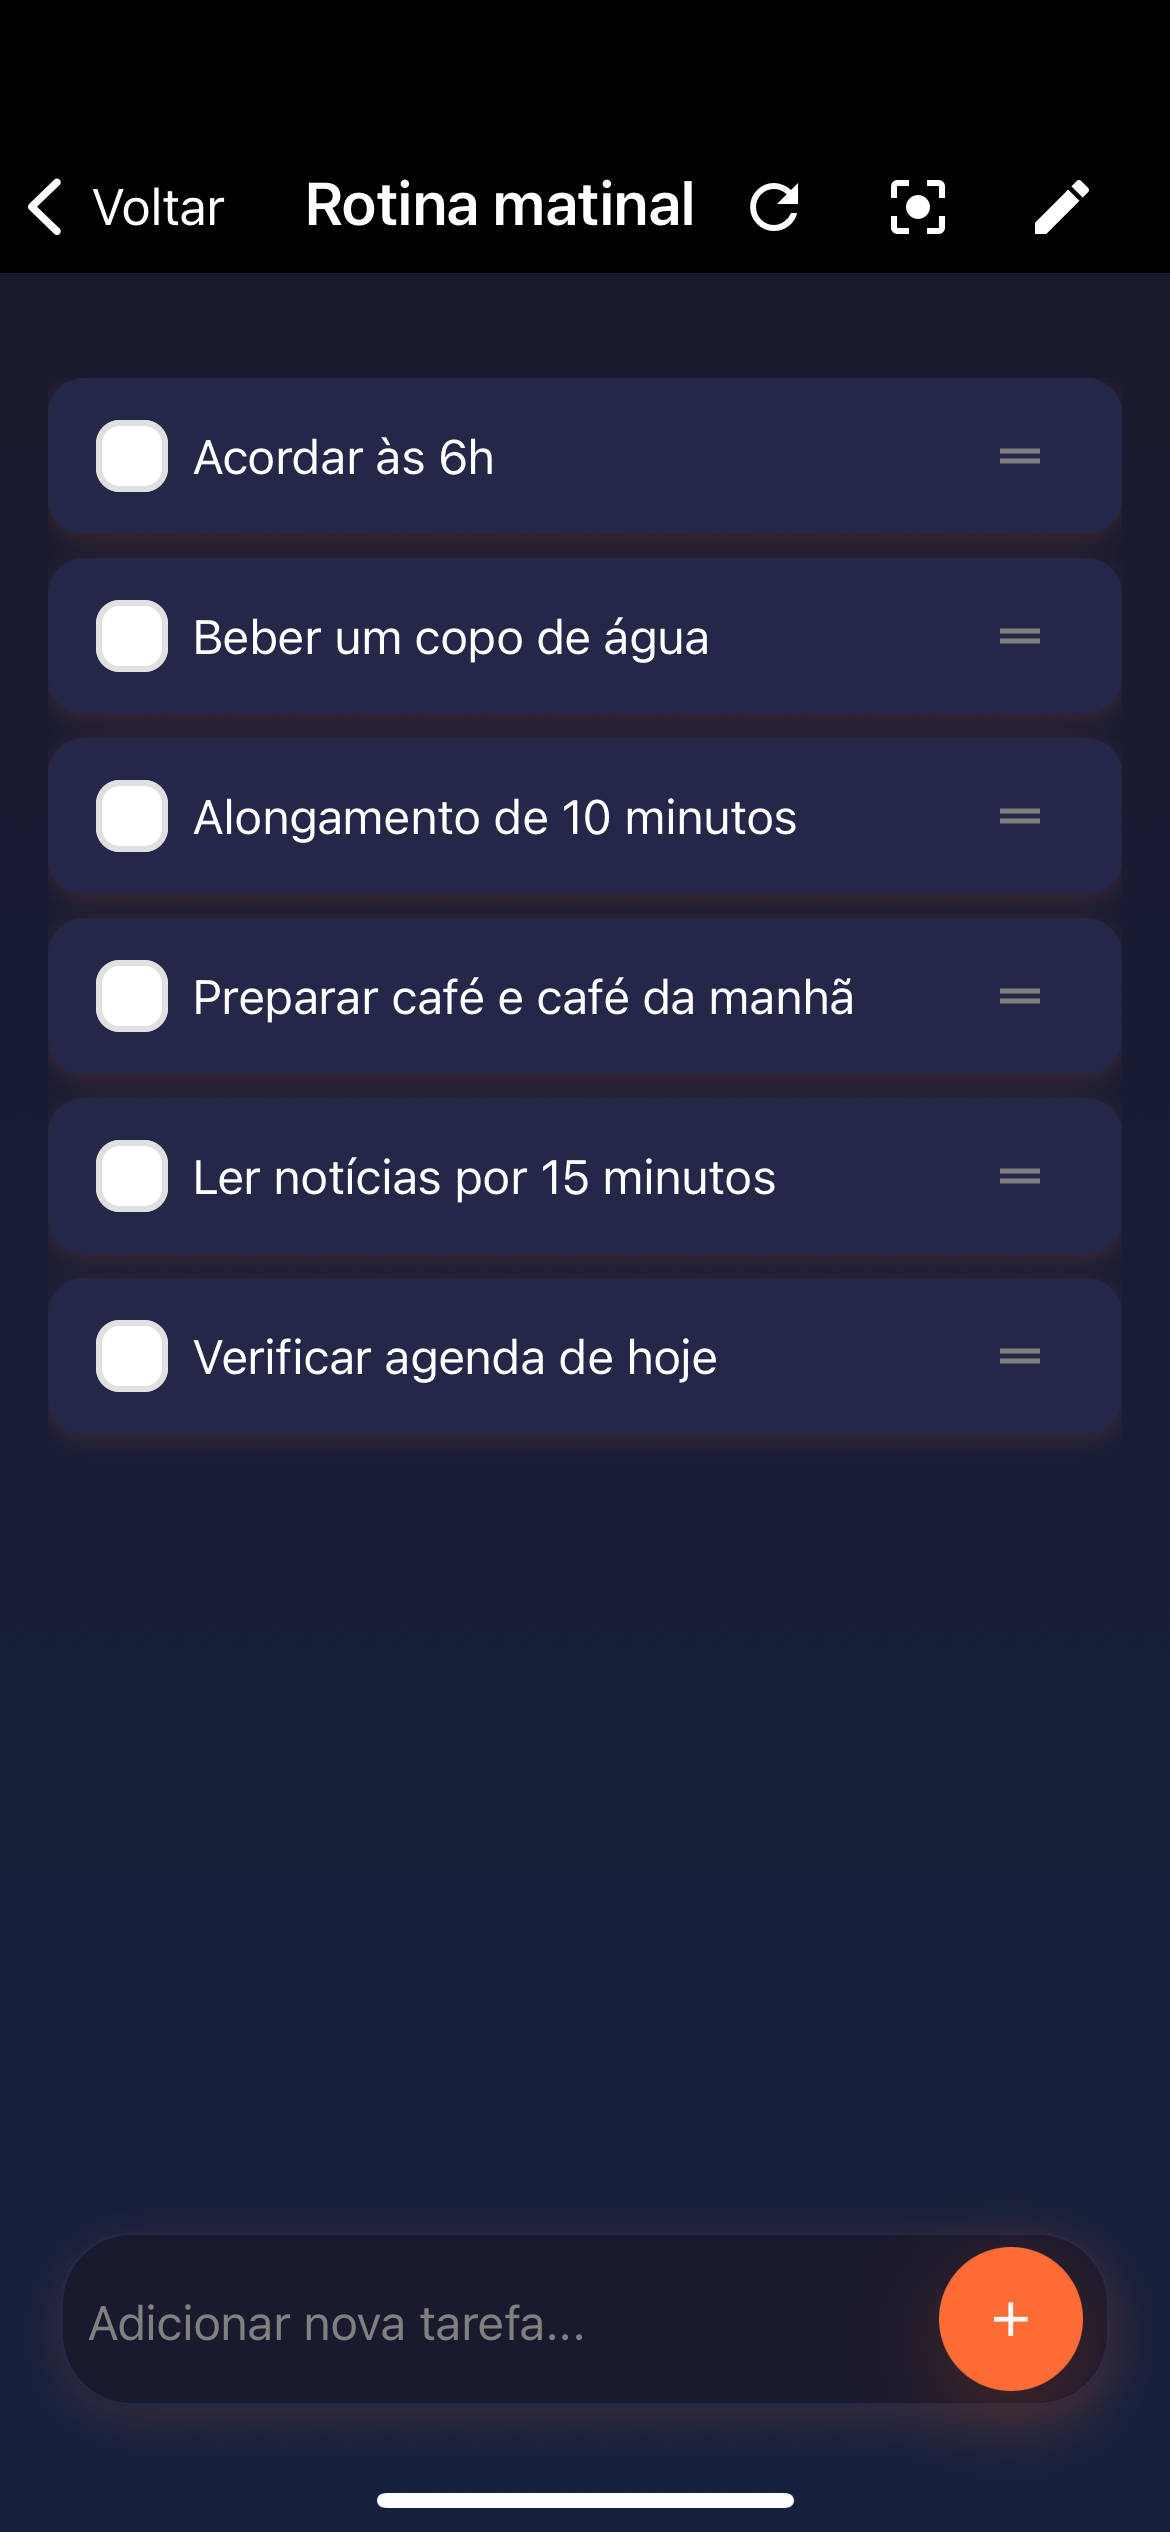 Voltar
Rotina matinal
Acordar às 6h
Beber um copo de água
Alongamento de 10 minutos
Preparar café e café da manhã
Ler notícias por 15 minutos
Verificar agenda de hoje
Adicionar nova tarefa...